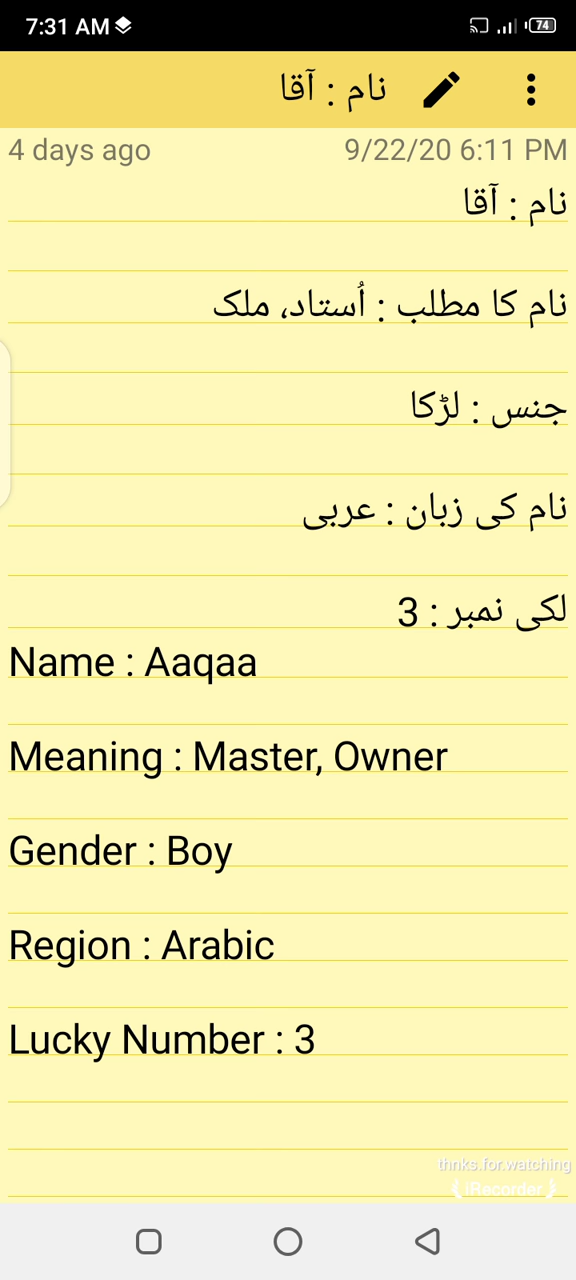 7:31 AM
74
نام : آقا
4 days ago
9/22/20 6:11 PM
نام : آقا
نام کا مطلب : اُستاد، ملک
جنس : لڑکا
نام کی زبان : عربی
لکی نمبر : 3
Name : Aaqaa
Meaning : Master, Owner
Gender : Boy
Region : Arabic
Lucky Number : 3
thnks.for.watching
iRecorder